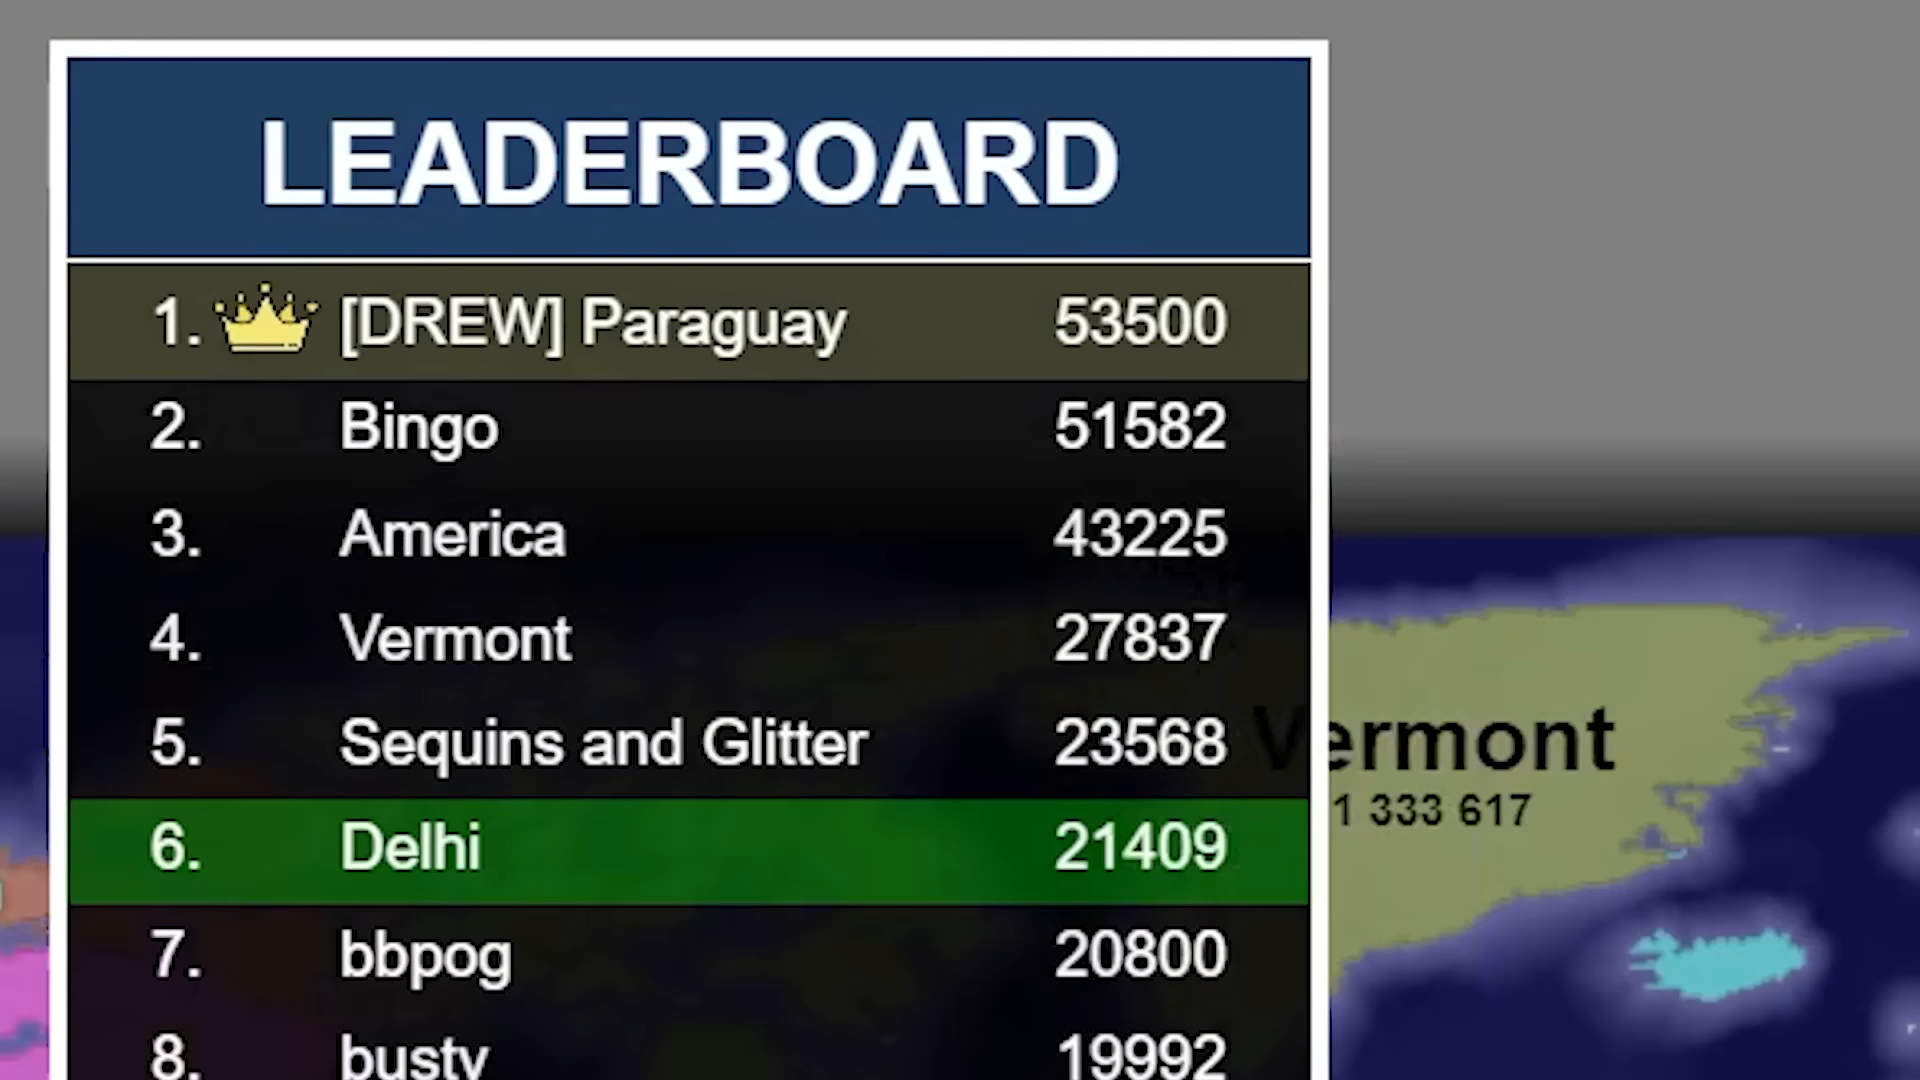 LEADERBOARD
1. [DREW] Paraguay 53500
2. Bingo 51582
3. America 43225
4. Vermont 27837
5. Sequins and Glitter 23568
6. Delhi 21409
7. bbpog 20800
8. busty 19992
Vermont
1 333 617